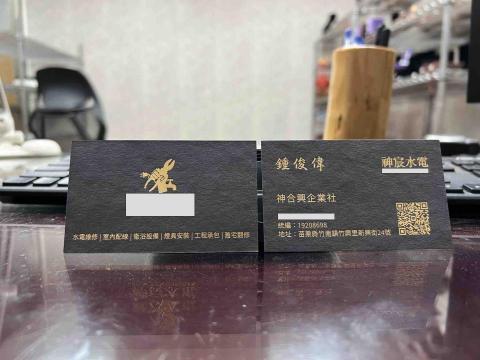 水電維修|室內配線|衛浴設備|燈具安裝|工程承包|舊宅翻修
鍾俊偉
神宸水電
神合興企業社
統編：19208698
地址：苗栗縣竹南鎮竹興里新興街24號